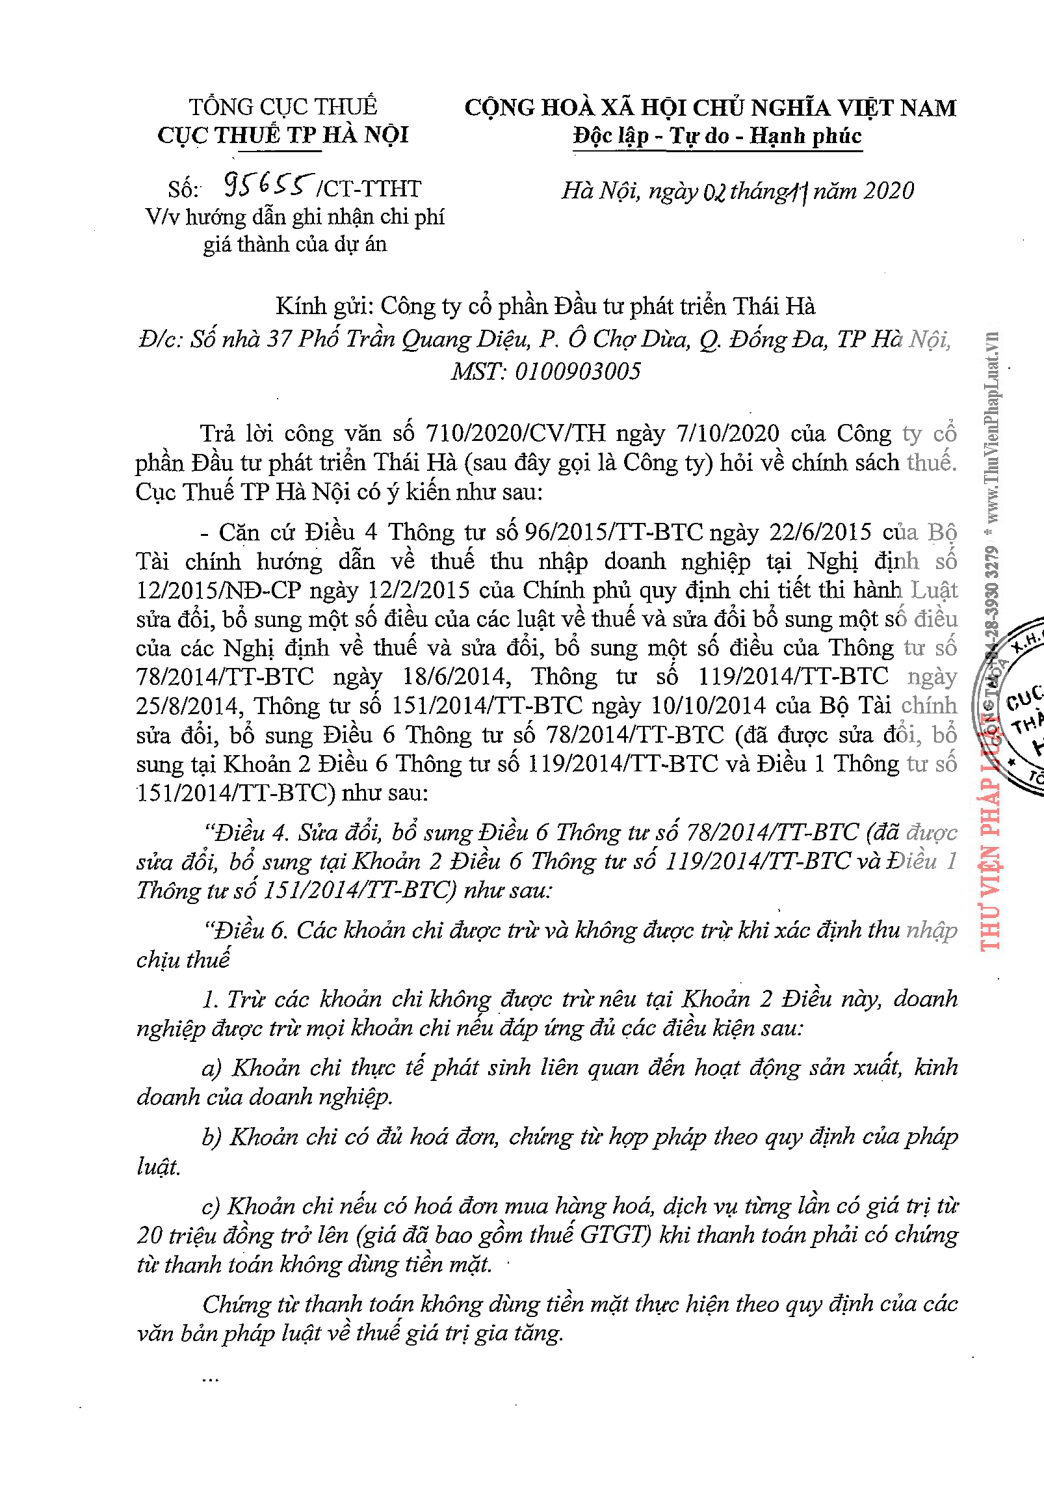 TỔNG CỤC THUẾ
CỤC THUẾ TP HÀ NỘI
CỘNG HOÀ XÃ HỘI CHỦ NGHĨA VIỆT NAM
Độc lập - Tự do - Hạnh phúc
Số: 95655/CT-TTHT
V/v hướng dẫn ghi nhận chi phí
giá thành của dự án
Hà Nội, ngày 02 tháng 11 năm 2020
Kính gửi: Công ty cổ phần Đầu tư phát triển Thái Hà
Đ/c: Số nhà 37 Phố Trần Quang Diệu, P. Ô Chợ Dừa, Q. Đống Đa, TP Hà Nội,
MST: 0100903005
Trả lời công văn số 710/2020/CV/TH ngày 7/10/2020 của Công ty cổ
phần Đầu tư phát triển Thái Hà (sau đây gọi là Công ty) hỏi về chính sách thuế.
Cục Thuế TP Hà Nội có ý kiến như sau:
- Căn cứ Điều 4 Thông tư số 96/2015/TT-BTC ngày 22/6/2015 của Bộ
Tài chính hướng dẫn về thuế thu nhập doanh nghiệp tại Nghị định số
12/2015/NĐ-CP ngày 12/2/2015 của Chính phủ quy định chi tiết thi hành Luật
sửa đổi, bổ sung một số điều của các luật về thuế và sửa đổi bổ sung một số điều
của các Nghị định về thuế và sửa đổi, bổ sung một số điều của Thông tư số
78/2014/TT-BTC ngày 18/6/2014, Thông tư số 119/2014/TT-BTC ngày
25/8/2014, Thông tư số 151/2014/TT-BTC ngày 10/10/2014 của Bộ Tài chính
sửa đổi, bổ sung Điều 6 Thông tư số 78/2014/TT-BTC (đã được sửa đổi, bổ
sung tại Khoản 2 Điều 6 Thông tư số 119/2014/TT-BTC và Điều 1 Thông tư số
151/2014/TT-BTC) như sau:
“Điều 4. Sửa đổi, bổ sung Điều 6 Thông tư số 78/2014/TT-BTC (đã được
sửa đổi, bổ sung tại Khoản 2 Điều 6 Thông tư số 119/2014/TT-BTC và Điều 1
Thông tư số 151/2014/TT-BTC) như sau:
“Điều 6. Các khoản chi được trừ và không được trừ khi xác định thu nhập
chịu thuế
1. Trừ các khoản chi không được trừ nêu tại Khoản 2 Điều này, doanh
nghiệp được trừ mọi khoản chi nếu đáp ứng đủ các điều kiện sau:
a) Khoản chi thực tế phát sinh liên quan đến hoạt động sản xuất, kinh
doanh của doanh nghiệp.
b) Khoản chi có đủ hoá đơn, chứng từ hợp pháp theo quy định của pháp
luật.
c) Khoản chi nếu có hoá đơn mua hàng hoá, dịch vụ từng lần có giá trị từ
20 triệu đồng trở lên (giá đã bao gồm thuế GTGT) khi thanh toán phải có chứng
từ thanh toán không dùng tiền mặt.
Chứng từ thanh toán không dùng tiền mặt thực hiện theo quy định của các
văn bản pháp luật về thuế giá trị gia tăng.
...
THƯ VIỆN PHÁP LUẬT
84-28-3930 3279 * www.ThuVienPhapLuat.vn
X.H.C
CỤC
THÀ
H
TỔ